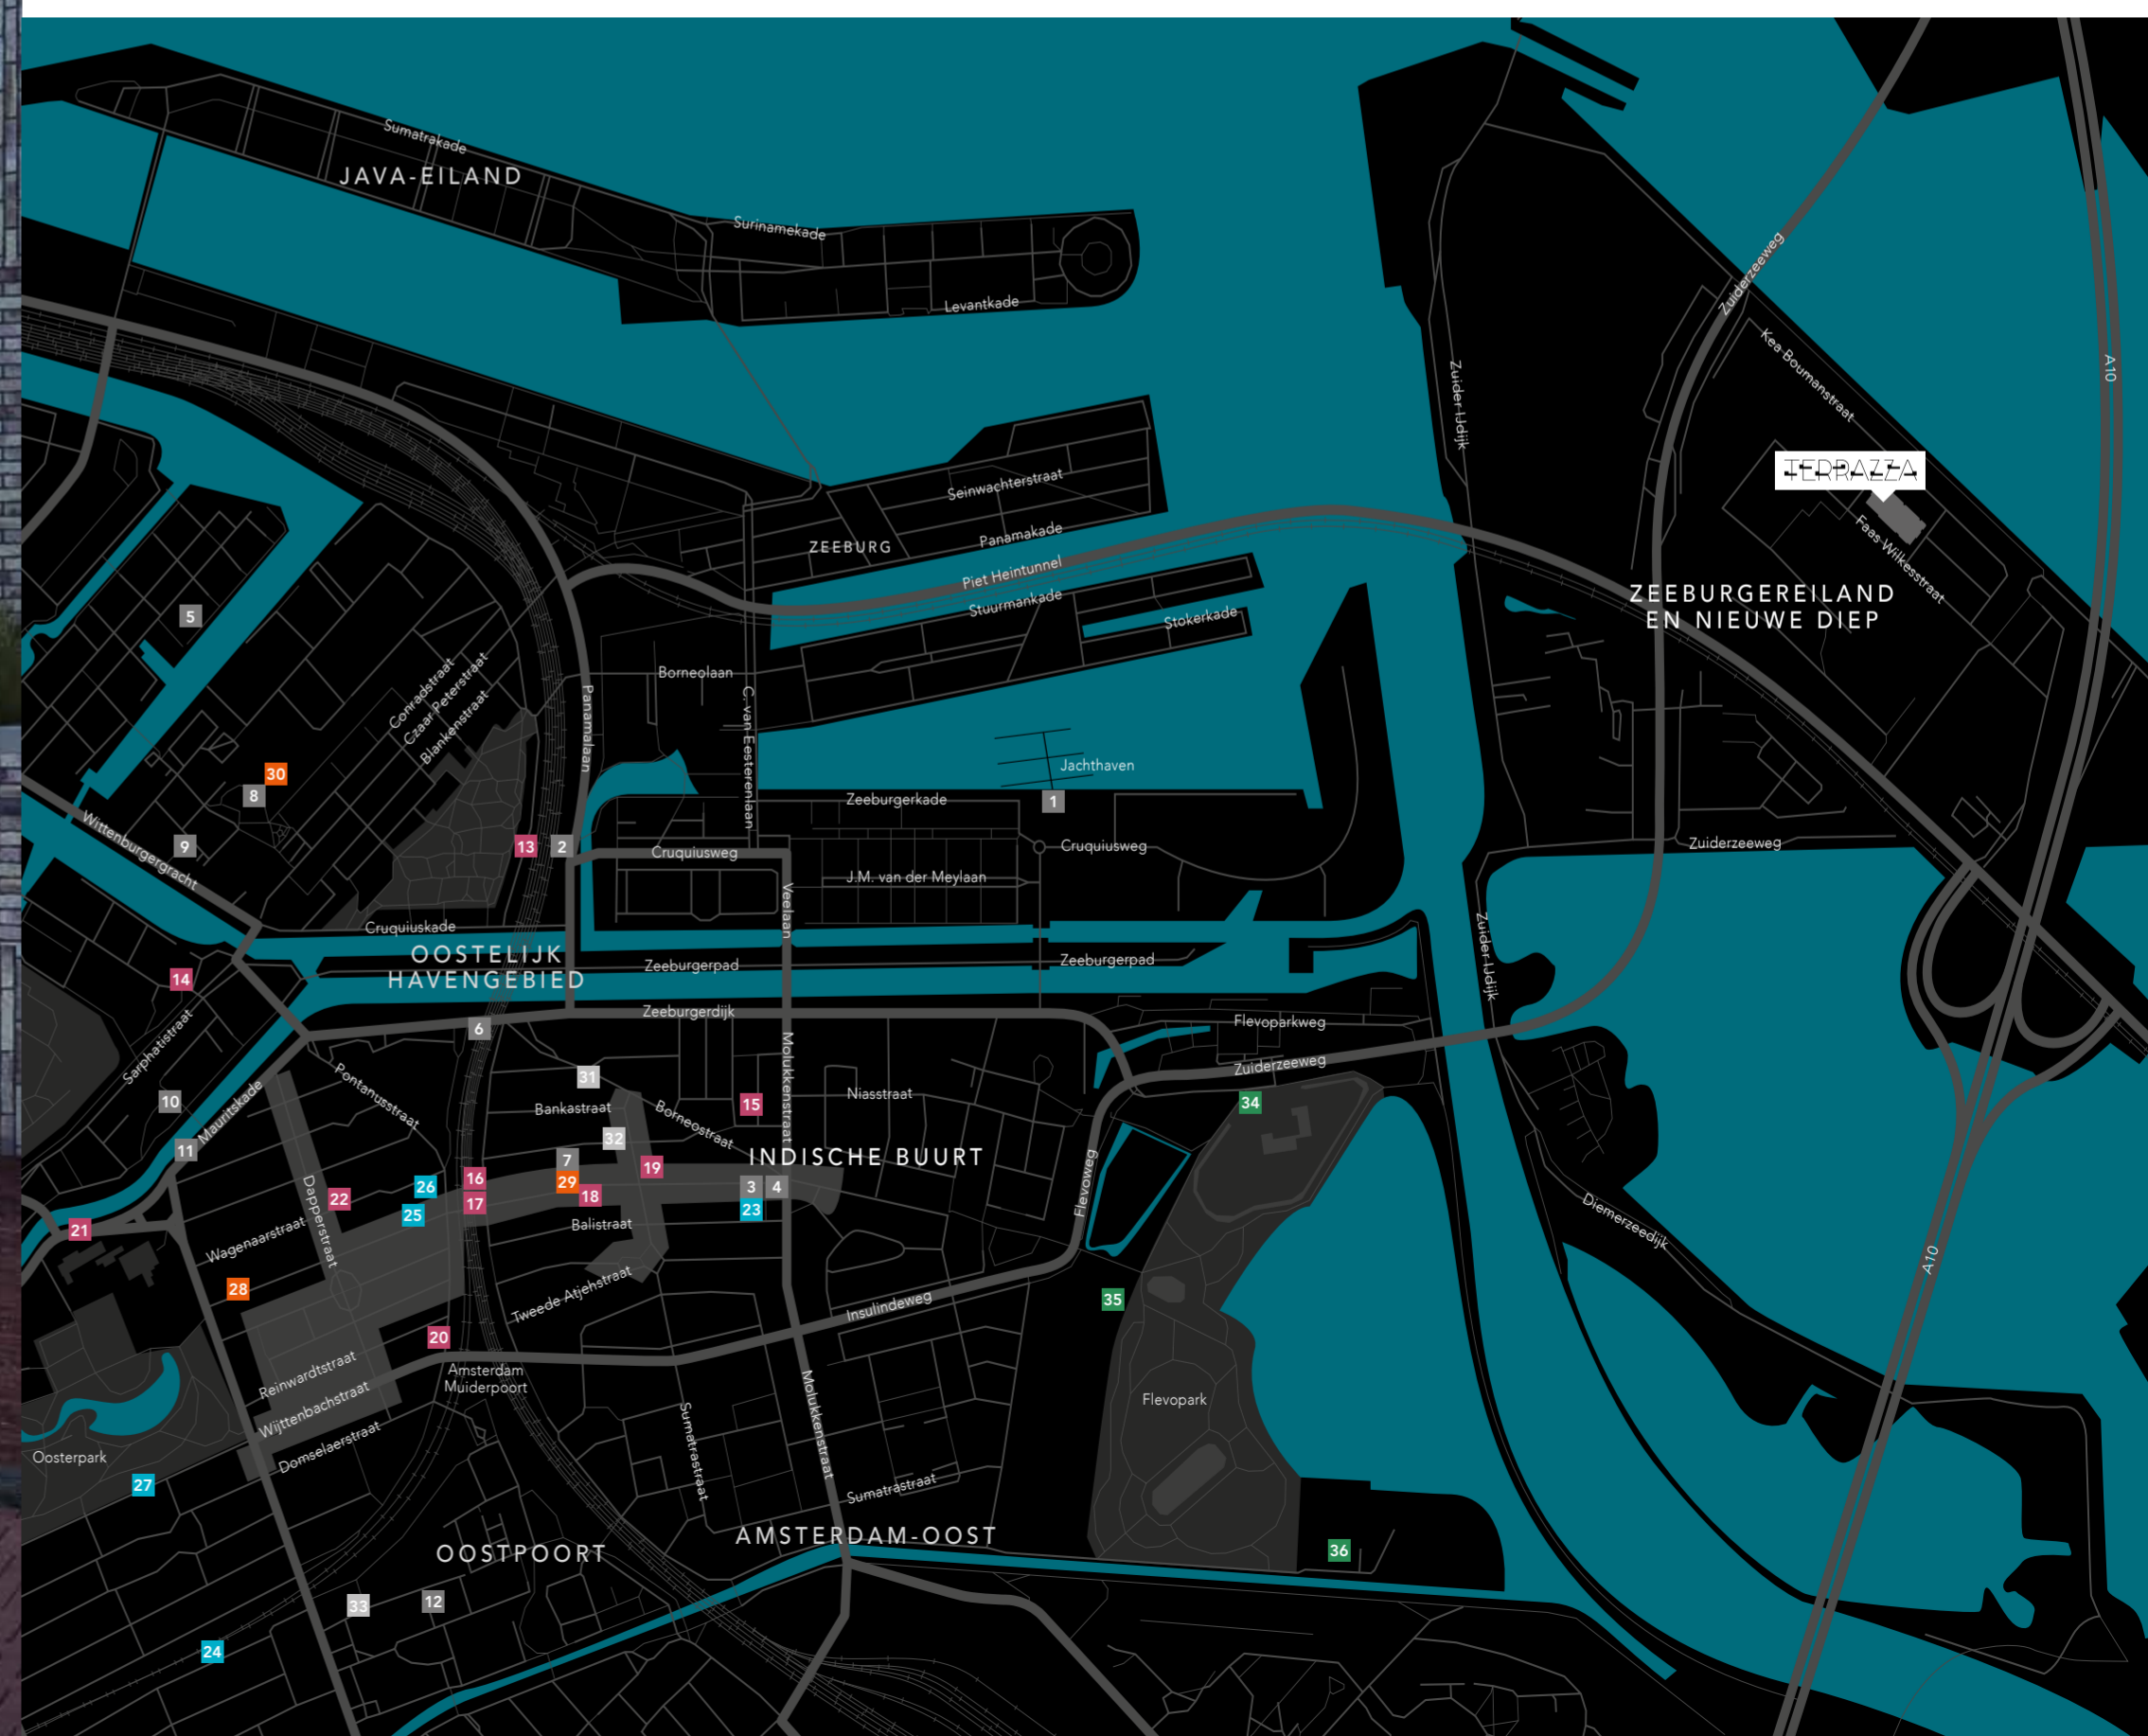 Sumatrakade
JAVA-EILAND
Surinamekade
Levantkade
Zuiderzeeweg
Kea Boumanstraat
A10
Zuider IJdijk
TERRAZZA
Faas Wilkesstraat
Seinwachterstraat
Panamakade
ZEEBURG
Piet Heintunnel
Stuurmankade
Stokerkade
ZEEBURGEREILAND
EN NIEUWE DIEP
5
Borneolaan
Conradstraat
Czaar Peterstraat
Blankenstraat
Panamalaan
C. van Eesterenlaan
Jachthaven
30
8
Zeeburgerkade
1
Wittenburgergracht
9
13
2
Cruquiusweg
Cruquiusweg
Zuiderzeeweg
J.M. van der Meylaan
Veelaan
Cruquiuskade
OOSTELIJK
HAVENGEBIED
Zeeburgerpad
Zeeburgerpad
Zuider IJdijk
14
Zeeburgerdijk
6
Flevoparkweg
Sarphatistraat
Pontanusstraat
Molukkenstraat
Zuiderzeeweg
31
10
Mauritskade
Bankastraat
Borneostraat
15
Niasstraat
34
11
32
7
19
INDISCHE BUURT
Dapperstraat
22
26
16
29
18
3
4
Flevoweg
25
17
23
21
Wagenaarstraat
Balistraat
Diemerzeedijk
A10
28
Tweede Atjehstraat
Insulindeweg
35
20
Reinwardtstraat
Amsterdam
Muiderpoort
Wijttenbachstraat
Molukkenstraat
Flevopark
Domselaerstraat
Sumatrastraat
Oosterpark
27
Sumatrastraat
AMSTERDAM-OOST
OOSTPOORT
36
33
12
24